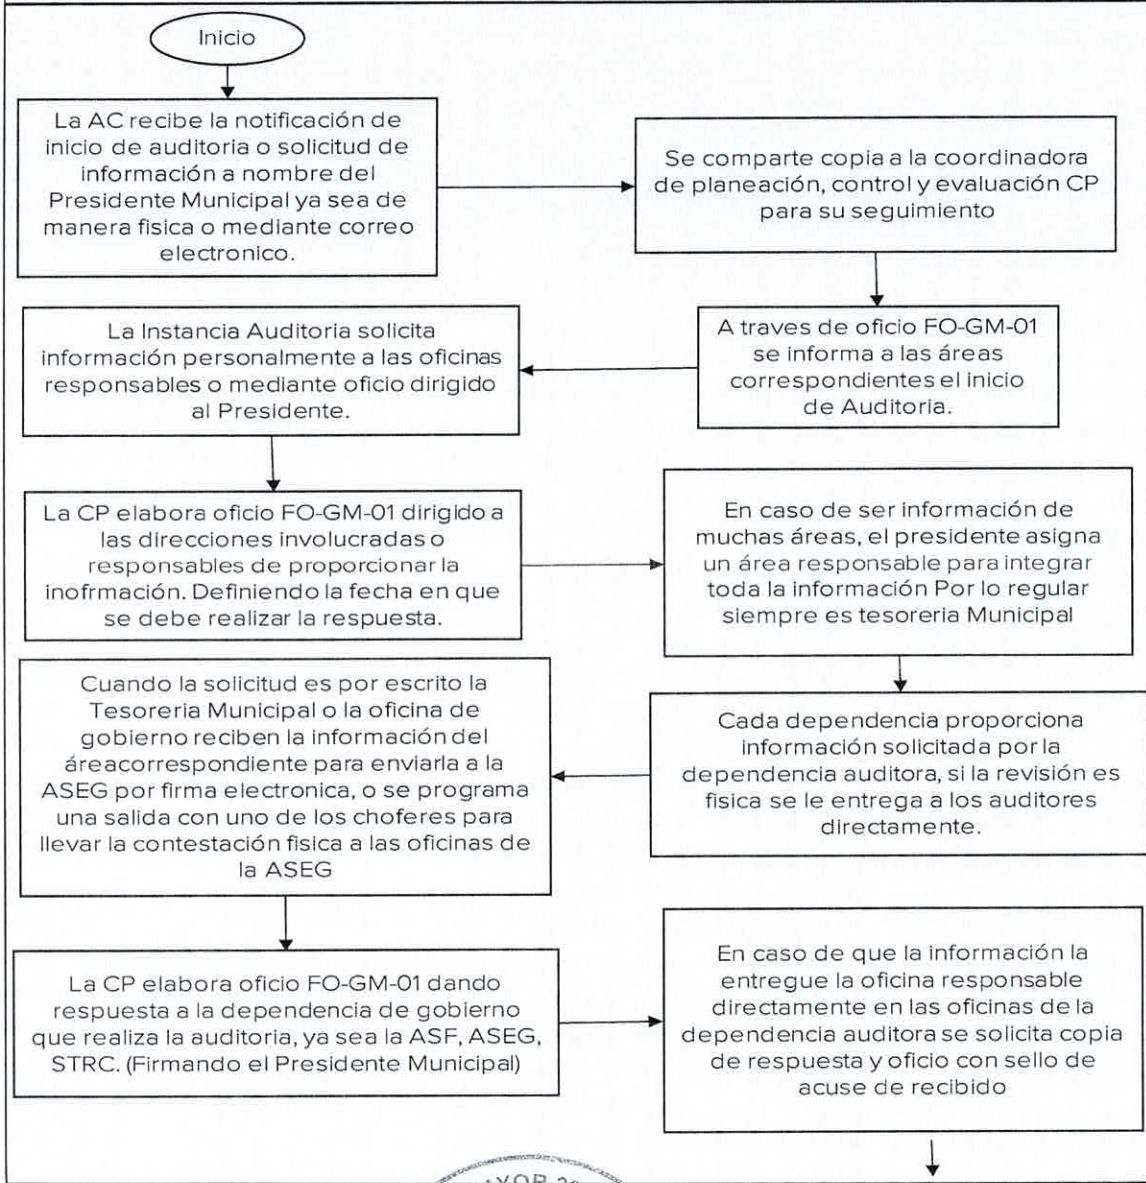 Inicio
La AC recibe la notificación de
inicio de auditoria o solicitud de
información a nombre del
Presidente Municipal ya sea de
manera fisica o mediante correo
electronico.
Se comparte copia a la coordinadora
de planeación, control y evaluación CP
para su seguimiento
A traves de oficio FO-GM-01
se informa a las áreas
correspondientes el inicio
de Auditoria.
La Instancia Auditoria solicita
información personalmente a las oficinas
responsables o mediante oficio dirigido
al Presidente.
La CP elabora oficio FO-GM-01 dirigido a
las direcciones involucradas o
responsables de proporcionar la
inofrmación. Definiendo la fecha en que
se debe realizar la respuesta.
En caso de ser información de
muchas áreas, el presidente asigna
un área responsable para integrar
toda la información Por lo regular
siempre es tesoreria Municipal
Cada dependencia proporciona
información solicitada por la
dependencia auditora, si la revisión es
fisica se le entrega a los auditores
directamente.
Cuando la solicitud es por escrito la
Tesoreria Municipal o la oficina de
gobierno reciben la información del
áreacorrespondiente para enviarla a la
ASEG por firma electronica, o se programa
una salida con uno de los choferes para
llevar la contestación fisica a las oficinas de
la ASEG
La CP elabora oficio FO-GM-01 dando
respuesta a la dependencia de gobierno
que realiza la auditoria, ya sea la ASF, ASEG,
STRC. (Firmando el Presidente Municipal)
En caso de que la información la
entregue la oficina responsable
directamente en las oficinas de la
dependencia auditora se solicita copia
de respuesta y oficio con sello de
acuse de recibido